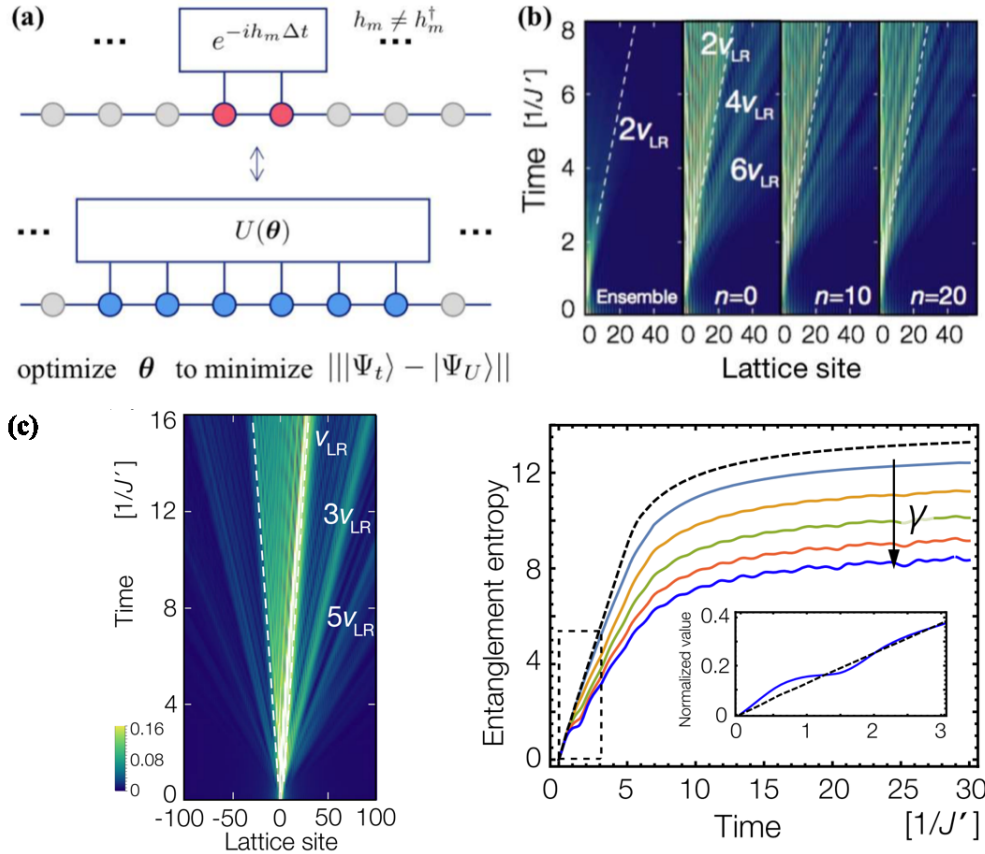 (a)
e^{-ih_m Δt}
h_m ≠ h_m^†
...
...
...
U(θ)
...
optimize θ to minimize |||Ψ_t⟩ − |Ψ_U⟩||
(b)
Time [1/J′]
8
6
4
2
0
2v_LR
Ensemble
2v_LR
4v_LR
6v_LR
n=0
n=10
n=20
0 20 40 0 20 40 0 20 40 0 20 40
Lattice site
(c)
Time [1/J′]
16
12
8
4
0
v_LR
3v_LR
5v_LR
0.16
0.08
0
-100 -50 0 50 100
Lattice site
Entanglement entropy
12
8
4
0
γ
Normalized value
0.4
0.2
0
0 1 2 3
0 5 10 15 20 25 30
Time [1/J′]